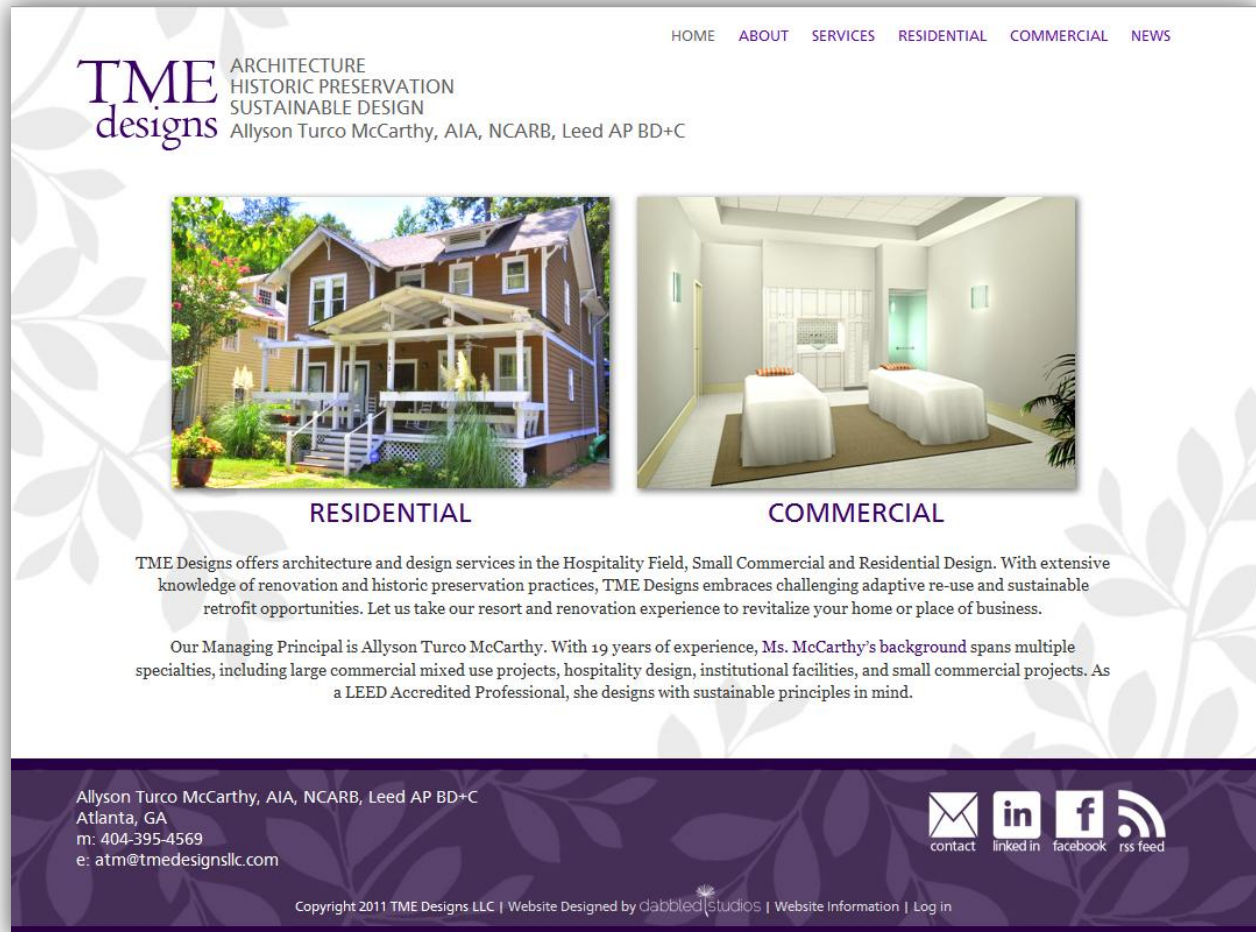 HOME ABOUT SERVICES RESIDENTIAL COMMERCIAL NEWS
TME designs
ARCHITECTURE
HISTORIC PRESERVATION
SUSTAINABLE DESIGN
Allyson Turco McCarthy, AIA, NCARB, Leed AP BD+C
RESIDENTIAL
COMMERCIAL
TME Designs offers architecture and design services in the Hospitality Field, Small Commercial and Residential Design. With extensive
knowledge of renovation and historic preservation practices, TME Designs embraces challenging adaptive re-use and sustainable
retrofit opportunities. Let us take our resort and renovation experience to revitalize your home or place of business.
Our Managing Principal is Allyson Turco McCarthy. With 19 years of experience, Ms. McCarthy's background spans multiple
specialties, including large commercial mixed use projects, hospitality design, institutional facilities, and small commercial projects. As
a LEED Accredited Professional, she designs with sustainable principles in mind.
Allyson Turco McCarthy, AIA, NCARB, Leed AP BD+C
Atlanta, GA
m: 404-395-4569
e: atm@tmedesignsllc.com
in f
contact linked in facebook rss feed
Copyright 2011 TME Designs LLC | Website Designed by dabbled studios | Website Information | Log in